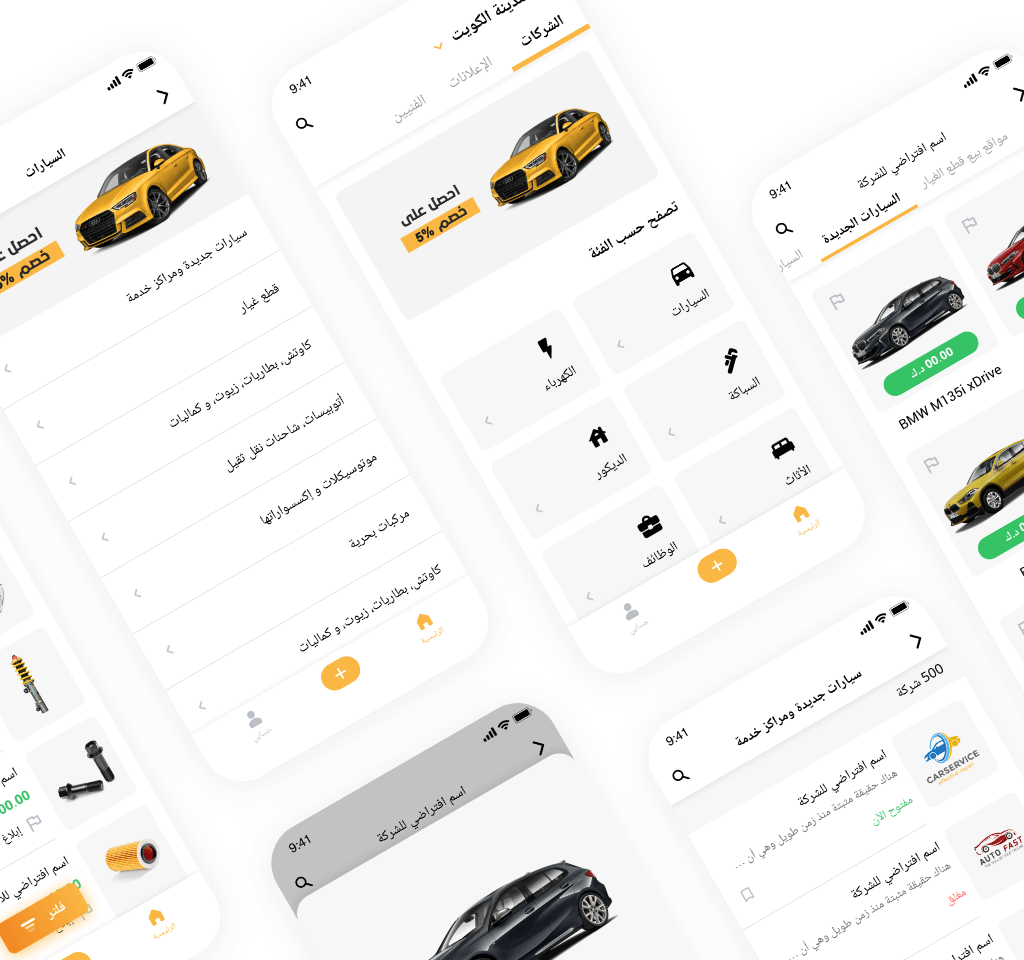 السيارات
احصل
خصم 5%
سيارات جديدة ومراكز خدمة
قطع غيار
كاوتش, بطاريات, زيوت, و كماليات
أتوبيسات, شاحنات نقل ثقيل
موتوسيكلات و إكسسواراتها
مركبات بحرية
كاوتش, بطاريات, زيوت, و كماليات
الرئيسية
حسابي
9:41
مدينة الكويت
الشركات
الإعلانات
الفنيين
احصل على
خصم 5%
تصفح حسب الفئة
السيارات
الكهرباء
السباكة
الديكور
الأثاث
الوظائف
الرئيسية
حسابي
9:41
اسم افتراضي للشركة
مواقع بيع قطع الغيار
السيارات الجديدة
السيار
00.00 د.ك
BMW M135i xDrive
د.ك
اسم
00.00
إبلاغ
اسم افتراضي
فلتر
الرئيسية
9:41
اسم افتراضي للشركة
9:41
سيارات جديدة ومراكز خدمة
500 شركة
CARSERVICE
اسم افتراضي للشركة
هناك حقيقة مثبتة منذ زمن طويل وهي أن ...
مفتوح الآن
AUTO FAST
اسم افتراضي للشركة
هناك حقيقة مثبتة منذ زمن طويل وهي أن ...
مغلق
اسم افتراضي